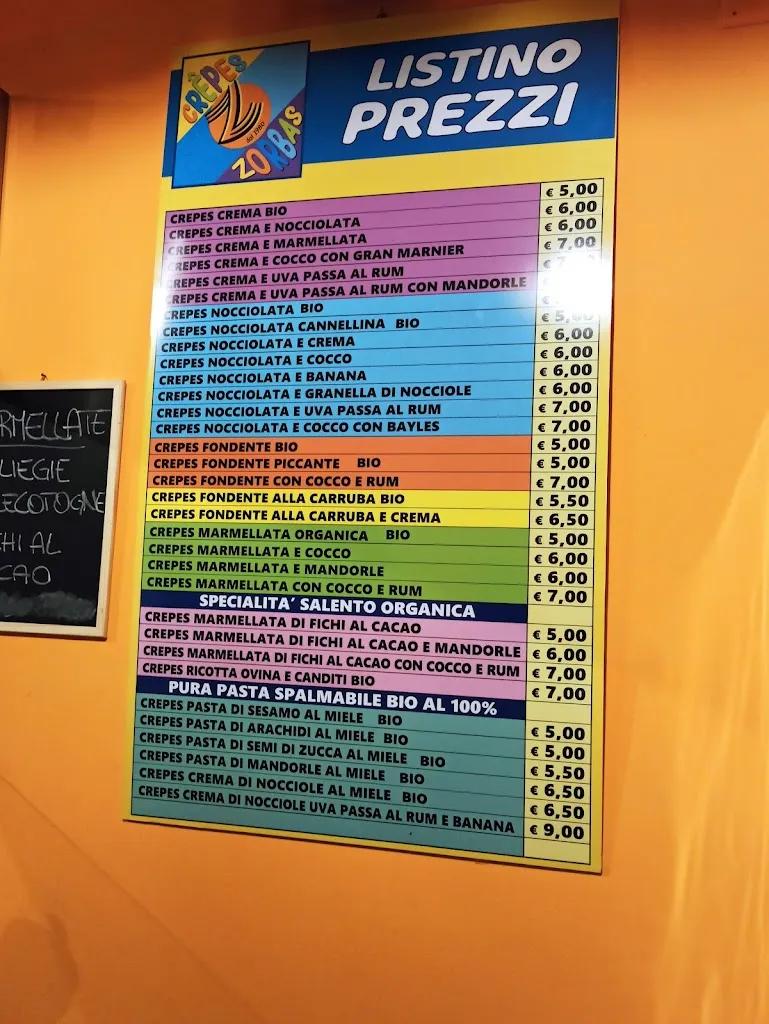 CRÊPES
Z
dal 1980
ZORBAS
LISTINO
PREZZI
CREPES CREMA BIO € 5,00
CREPES CREMA E NOCCIOLATA € 6,00
CREPES CREMA E MARMELLATA € 6,00
CREPES CREMA E COCCO CON GRAN MARNIER € 7,00
CREPES CREMA E UVA PASSA AL RUM €
CREPES CREMA E UVA PASSA AL RUM CON MANDORLE
CREPES NOCCIOLATA BIO €
CREPES NOCCIOLATA CANNELLINA BIO € 5,00
CREPES NOCCIOLATA E CREMA € 6,00
CREPES NOCCIOLATA E COCCO € 6,00
CREPES NOCCIOLATA E BANANA € 6,00
CREPES NOCCIOLATA E GRANELLA DI NOCCIOLE € 6,00
CREPES NOCCIOLATA E UVA PASSA AL RUM € 7,00
CREPES NOCCIOLATA E COCCO CON BAYLES € 7,00
CREPES FONDENTE BIO € 5,00
CREPES FONDENTE PICCANTE BIO € 5,00
CREPES FONDENTE CON COCCO E RUM € 7,00
CREPES FONDENTE ALLA CARRUBA BIO € 5,50
CREPES FONDENTE ALLA CARRUBA E CREMA € 6,50
CREPES MARMELLATA ORGANICA BIO € 5,00
CREPES MARMELLATA E COCCO € 6,00
CREPES MARMELLATA E MANDORLE € 6,00
CREPES MARMELLATA CON COCCO E RUM € 7,00
SPECIALITA' SALENTO ORGANICA
CREPES MARMELLATA DI FICHI AL CACAO € 5,00
CREPES MARMELLATA DI FICHI AL CACAO E MANDORLE € 6,00
CREPES MARMELLATA DI FICHI AL CACAO CON COCCO E RUM € 7,00
CREPES RICOTTA OVINA E CANDITI BIO € 7,00
PURA PASTA SPALMABILE BIO AL 100%
CREPES PASTA DI SESAMO AL MIELE BIO € 5,00
CREPES PASTA DI ARACHIDI AL MIELE BIO € 5,00
CREPES PASTA DI SEMI DI ZUCCA AL MIELE BIO € 5,50
CREPES PASTA DI MANDORLE AL MIELE BIO € 6,50
CREPES CREMA DI NOCCIOLE AL MIELE BIO € 6,50
CREPES CREMA DI NOCCIOLE UVA PASSA AL RUM E BANANA € 9,00
RMELLATE
LIEGIE
ECOTOGNE
HI AL
CAO